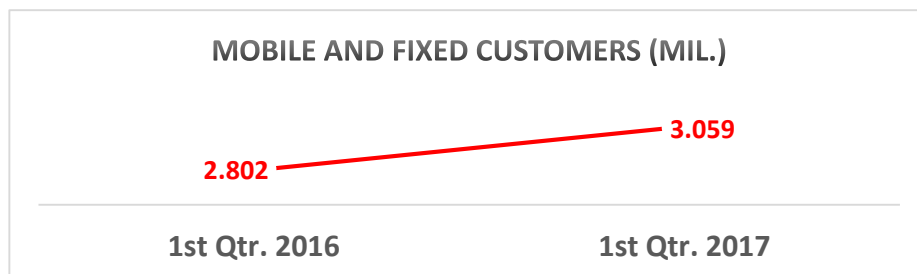 MOBILE AND FIXED CUSTOMERS (MIL.)
3.059
2.802
1st Qtr. 2016
1st Qtr. 2017